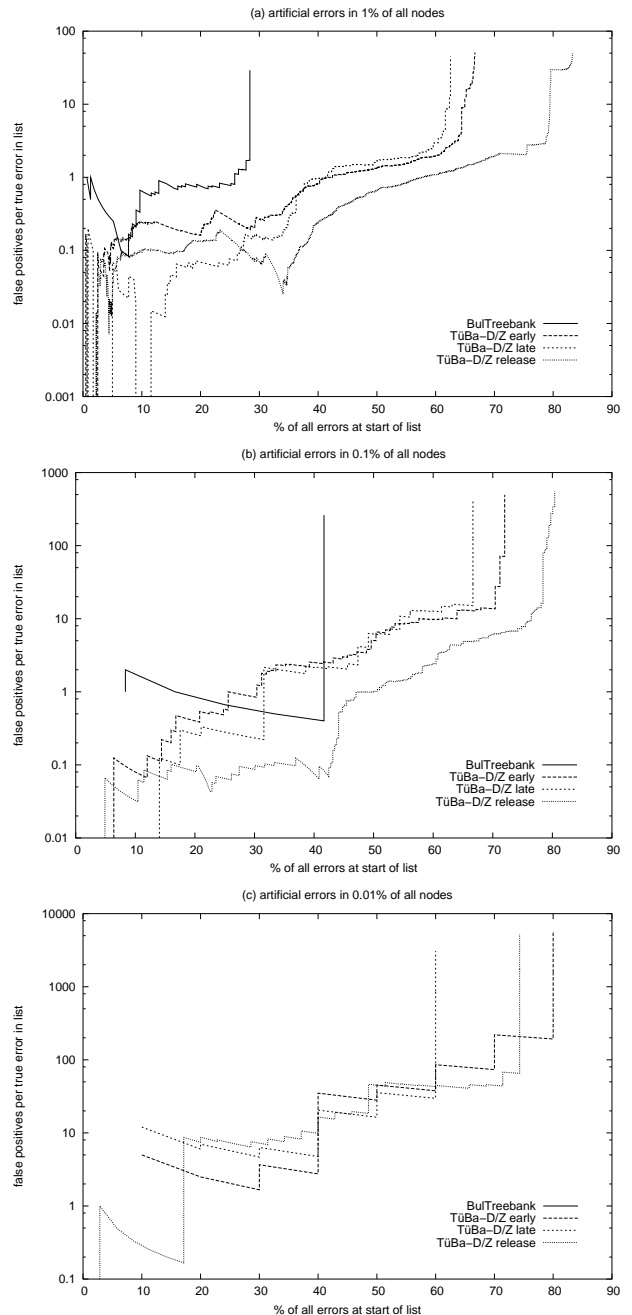 (a) artificial errors in 1% of all nodes
100
10
1
0.1
0.01
0.001
false positives per true error in list
BulTreebank
TüBa−D/Z early
TüBa−D/Z late
TüBa−D/Z release
0 10 20 30 40 50 60 70 80 90
% of all errors at start of list
(b) artificial errors in 0.1% of all nodes
1000
100
10
1
0.1
0.01
false positives per true error in list
BulTreebank
TüBa−D/Z early
TüBa−D/Z late
TüBa−D/Z release
0 10 20 30 40 50 60 70 80 90
% of all errors at start of list
(c) artificial errors in 0.01% of all nodes
10000
1000
100
10
1
0.1
false positives per true error in list
BulTreebank
TüBa−D/Z early
TüBa−D/Z late
TüBa−D/Z release
0 10 20 30 40 50 60 70 80 90
% of all errors at start of list